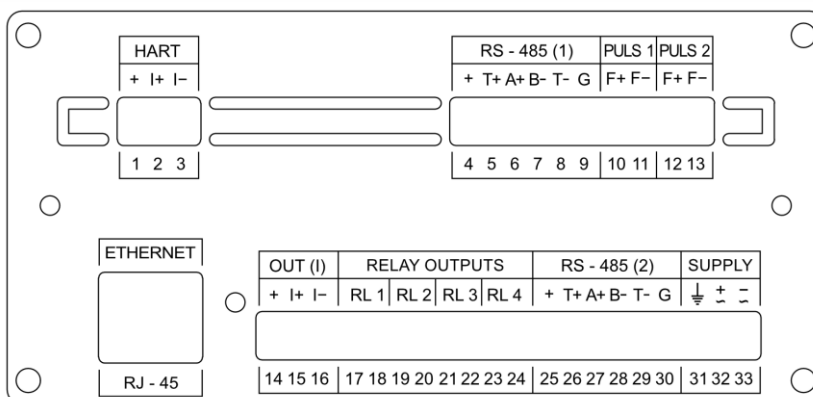 HART
+ I+ I−
1 2 3
RS - 485 (1) PULS 1 PULS 2
+ T+ A+ B- T- G F+ F− F+ F−
4 5 6 7 8 9 10 11 12 13
ETHERNET
RJ - 45
OUT (I) RELAY OUTPUTS RS - 485 (2) SUPPLY
+ I+ I− RL 1 RL 2 RL 3 RL 4 + T+ A+ B- T- G ⏚ + ~ − ~
14 15 16 17 18 19 20 21 22 23 24 25 26 27 28 29 30 31 32 33